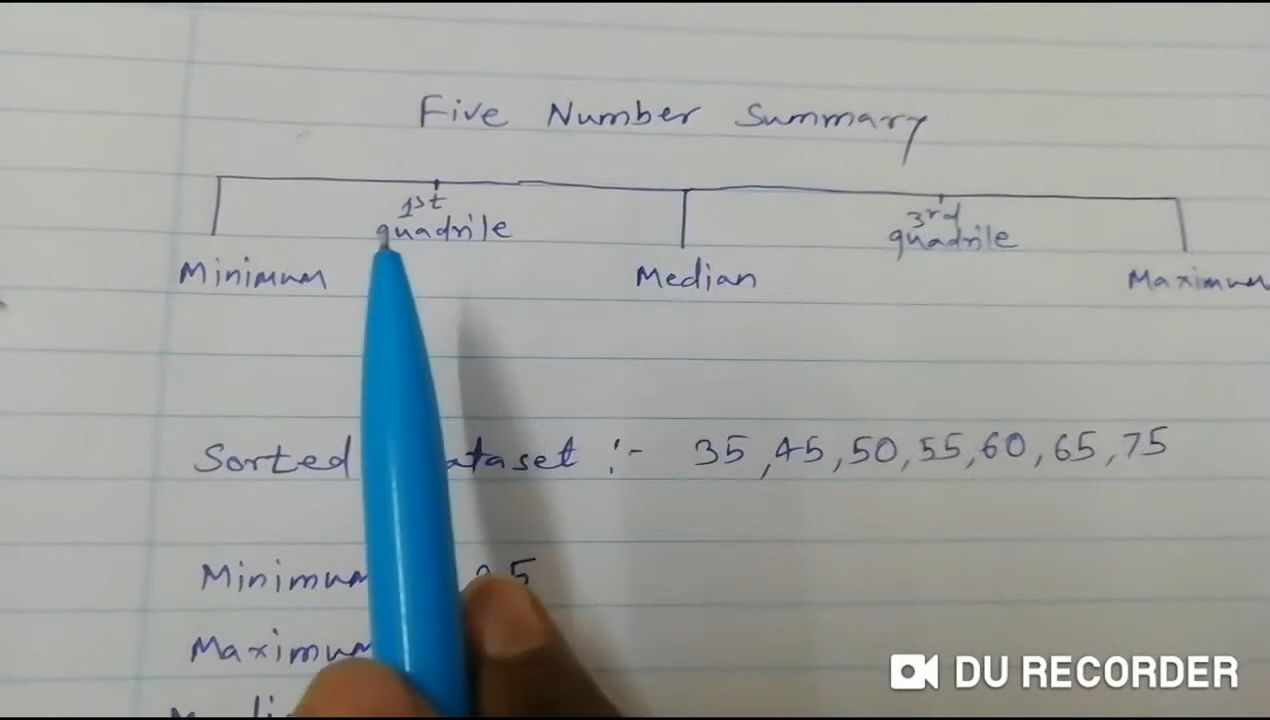 Five Number Summary
1st
quadrile
3rd
quadrile
Minimum
Median
Maximum
Sorted :- 35, 45, 50, 55, 60, 65, 75
DU RECORDER